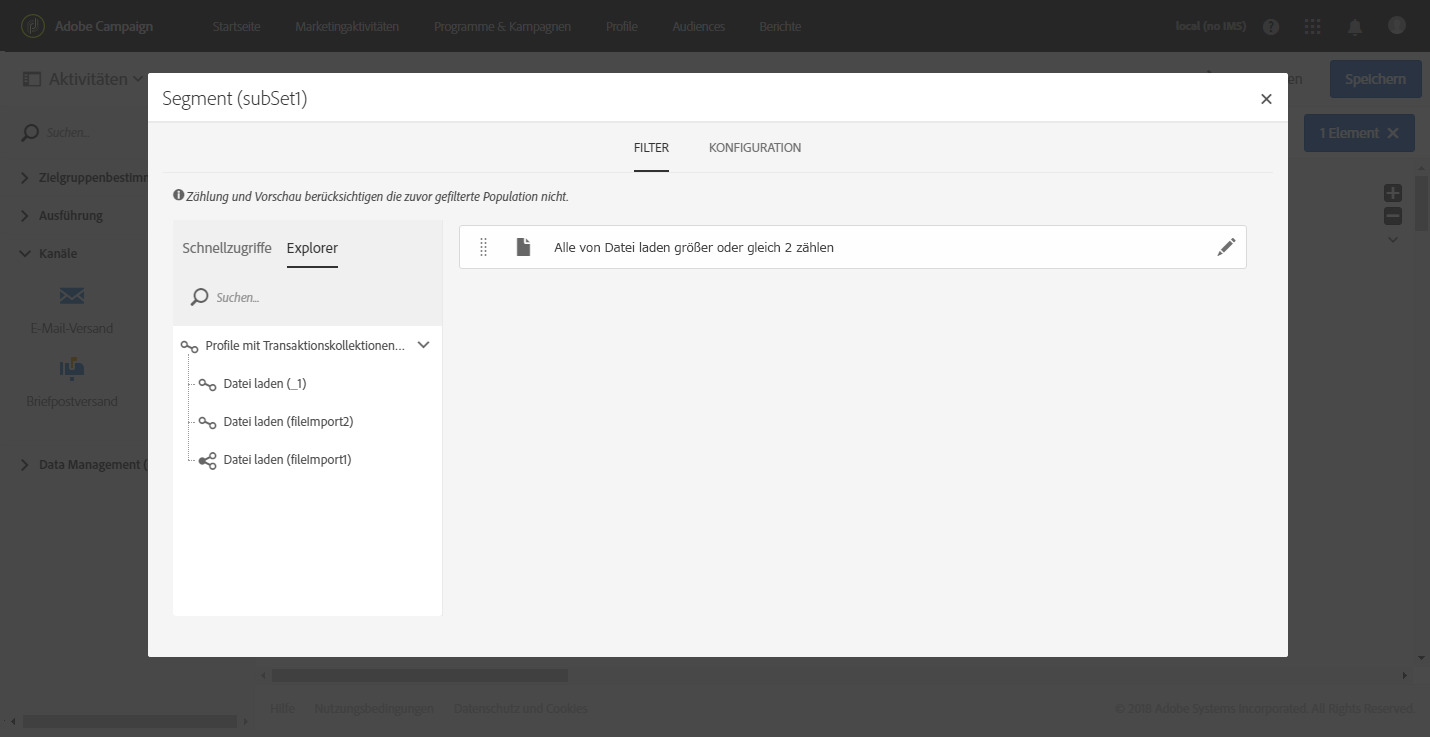 Adobe Campaign
Startseite
Marketingaktivitäten
Programme & Kampagnen
Profile
Audiences
Berichte
local (no IMS)
Aktivitäten
en
Speichern
Segment (subSet1)
Suchen...
1 Element
FILTER
KONFIGURATION
Zielgruppenbestimm
Zählung und Vorschau berücksichtigen die zuvor gefilterte Population nicht.
Ausführung
Kanäle
E-Mail-Versand
Briefpostversand
Data Management (
Schnellzugriffe
Explorer
Suchen...
Alle von Datei laden größer oder gleich 2 zählen
Profile mit Transaktionskollektionen...
Datei laden (_1)
Datei laden (fileImport2)
Datei laden (fileImport1)
Hilfe
Nutzungsbedingungen
Datenschutz und Cookies
© 2018 Adobe Systems Incorporated. All Rights Reserved.